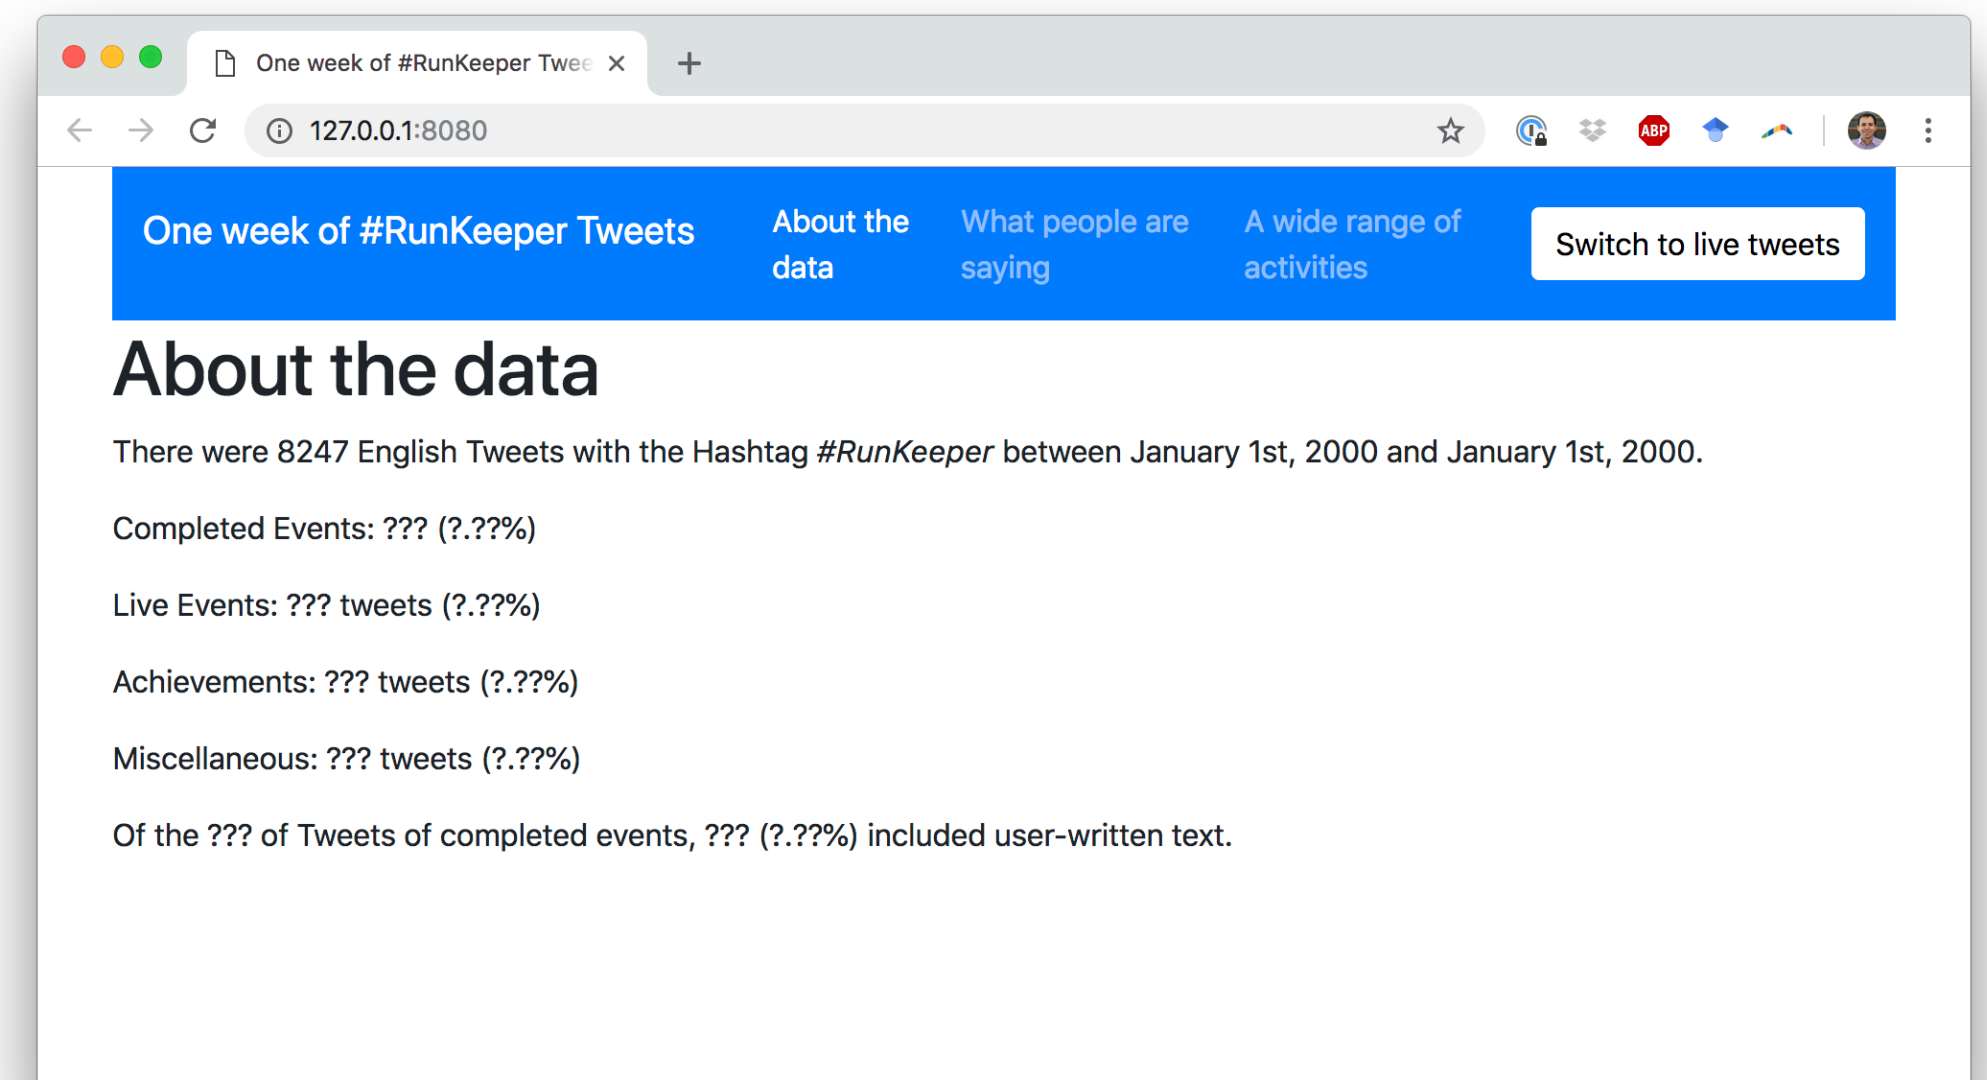 One week of #RunKeeper Twee
127.0.0.1:8080
ABP
One week of #RunKeeper Tweets
About the
data
What people are
saying
A wide range of
activities
Switch to live tweets
About the data
There were 8247 English Tweets with the Hashtag #RunKeeper between January 1st, 2000 and January 1st, 2000.
Completed Events: ??? (?.??%)
Live Events: ??? tweets (?.??%)
Achievements: ??? tweets (?.??%)
Miscellaneous: ??? tweets (?.??%)
Of the ??? of Tweets of completed events, ??? (?.??%) included user-written text.